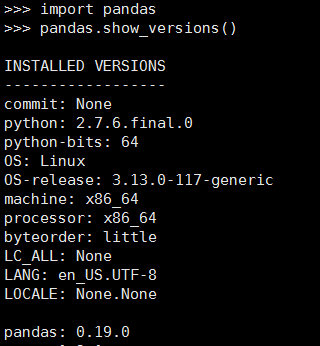 >>> import pandas
>>> pandas.show_versions()
INSTALLED VERSIONS
------------------
commit: None
python: 2.7.6.final.0
python-bits: 64
OS: Linux
OS-release: 3.13.0-117-generic
machine: x86_64
processor: x86_64
byteorder: little
LC_ALL: None
LANG: en_US.UTF-8
LOCALE: None.None
pandas: 0.19.0